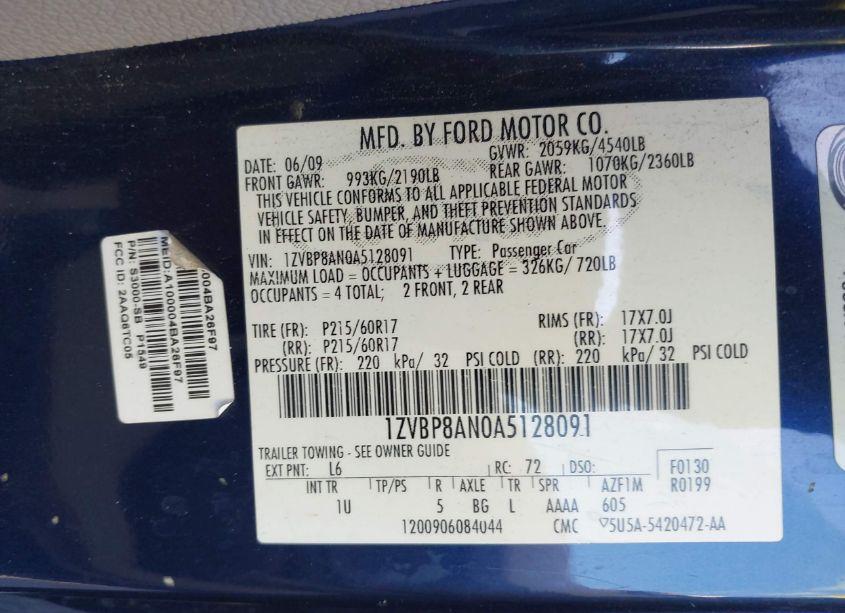 MFD. BY FORD MOTOR CO.
DATE: 06/09 GVWR: 2059KG/4540LB
FRONT GAWR: 993KG/2190LB REAR GAWR: 1070KG/2360LB
THIS VEHICLE CONFORMS TO ALL APPLICABLE FEDERAL MOTOR
VEHICLE SAFETY, BUMPER, AND THEFT PREVENTION STANDARDS
IN EFFECT ON THE DATE OF MANUFACTURE SHOWN ABOVE.
VIN: 1ZVBP8AN0A5128091 TYPE: Passenger Car
MAXIMUM LOAD = OCCUPANTS + LUGGAGE = 326KG/720LB
OCCUPANTS = 4 TOTAL; 2 FRONT, 2 REAR
TIRE (FR): P215/60R17 RIMS (FR): 17X7.0J
(RR): P215/60R17 (RR): 17X7.0J
PRESSURE (FR): 220 kPa/ 32 PSI COLD (RR): 220 kPa/ 32 PSI COLD
1ZVBP8AN0A5128091
TRAILER TOWING - SEE OWNER GUIDE
EXT PNT: L6 RC: 72 DSO: F0130
INT TR TP/PS R AXLE TR SPR AZF1M R0199
1U 5 BG L AAAA 605
1200906084044 CMC 5U5A-5420472-AA
004BA26F97
MEID:A100004BA26F97
P/N: S3000-SB P1549
FCC ID: 2AAQ6TC05